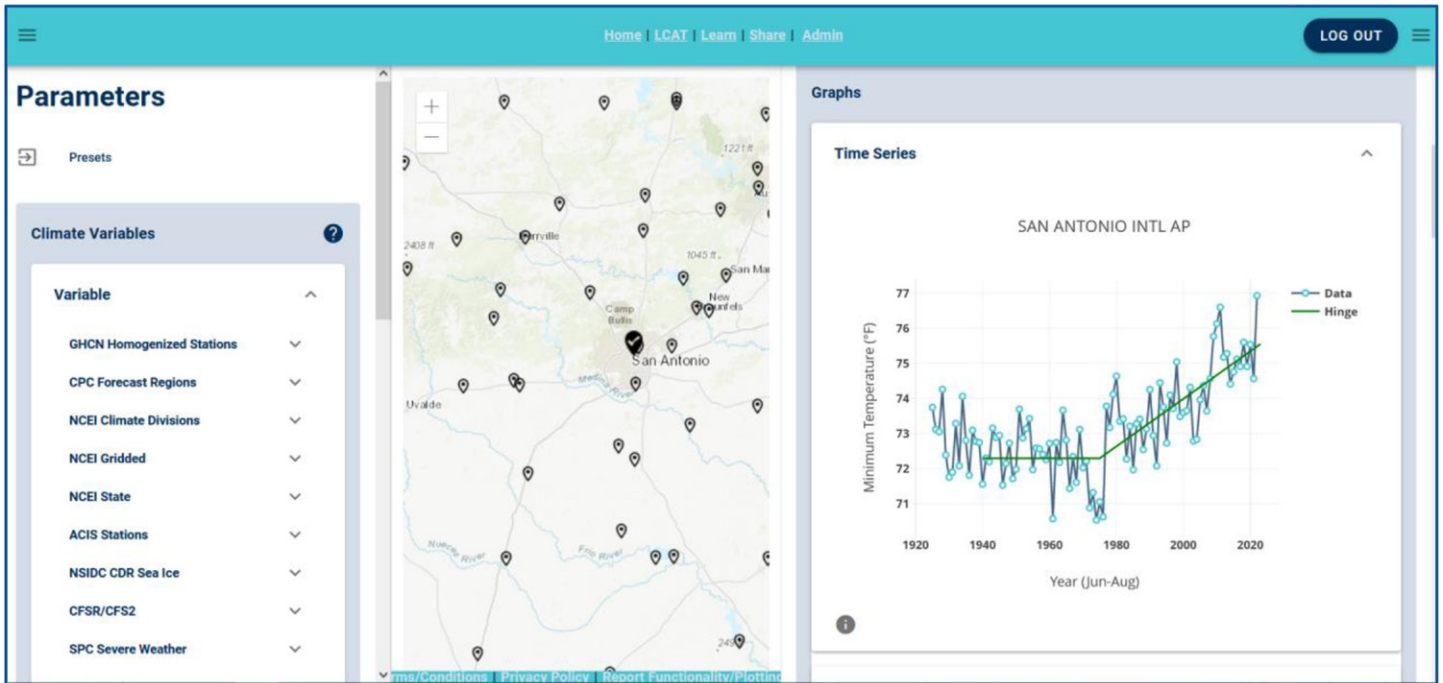 Home | LCAT | Learn | Share | Admin
LOG OUT
Parameters
Presets
Climate Variables
Variable
GHCN Homogenized Stations
CPC Forecast Regions
NCEI Climate Divisions
NCEI Gridded
NCEI State
ACIS Stations
NSIDC CDR Sea Ice
CFSR/CFS2
SPC Severe Weather
1221 ft
2408 ft
1045 ft.
San Mar
New
Camp
Bullis
San Antonio
Medina River
Uvalde
Nueces River
Frio River
rms/Conditions | Privacy Policy | Report Functionality/Plotting
Graphs
Time Series
SAN ANTONIO INTL AP
Data
Hinge
Minimum Temperature (°F)
77
76
75
74
73
72
71
1920 1940 1960 1980 2000 2020
Year (Jun-Aug)